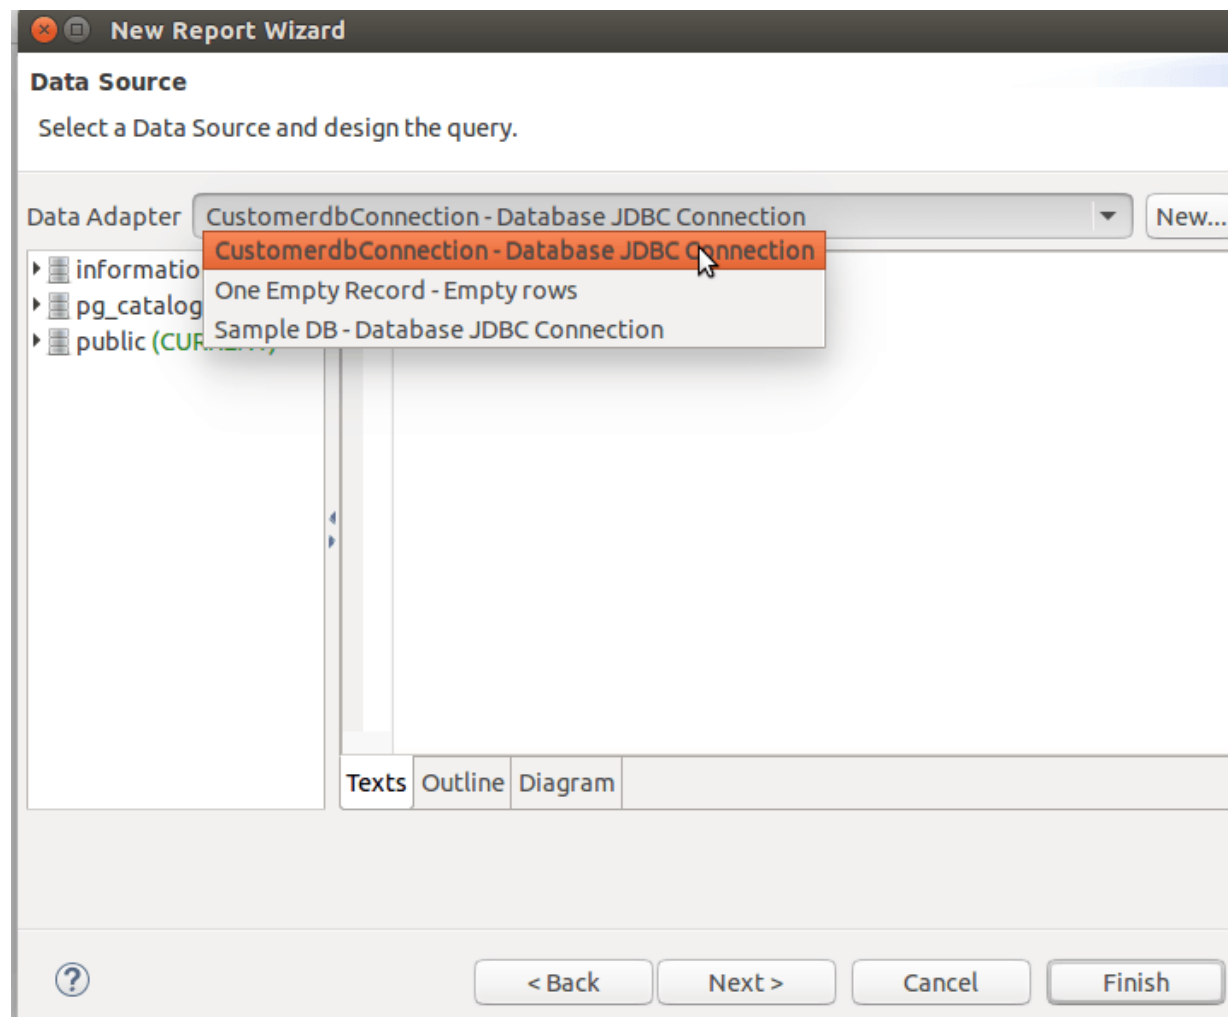 New Report Wizard
Data Source
Select a Data Source and design the query.
Data Adapter CustomerdbConnection - Database JDBC Connection New...
CustomerdbConnection - Database JDBC Connection
One Empty Record - Empty rows
Sample DB - Database JDBC Connection
pg_catalog
public
Texts Outline Diagram
? < Back Next > Cancel Finish